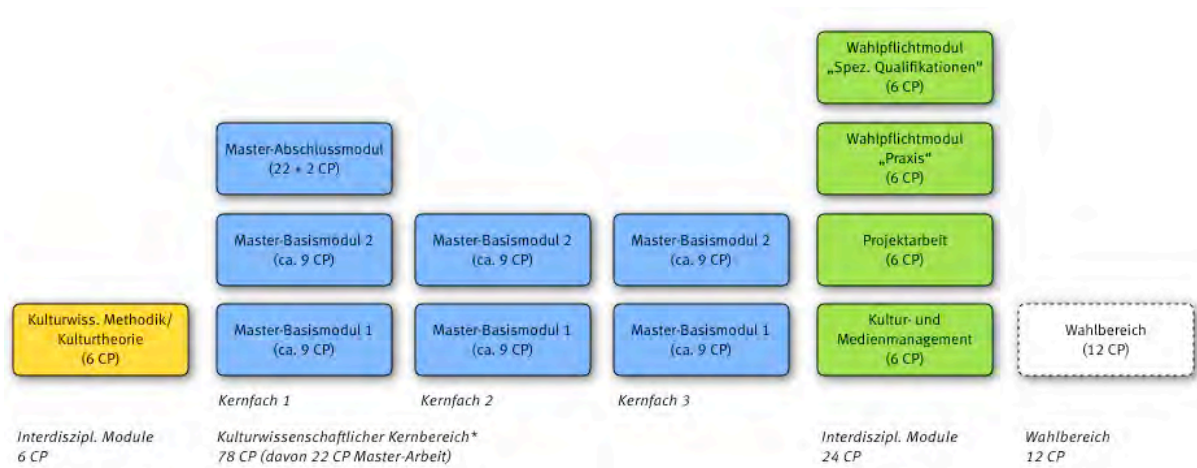 Wahlpflichtmodul
„Spez. Qualifikationen“
(6 CP)
Master-Abschlussmodul
(22 + 2 CP)
Wahlpflichtmodul
„Praxis“
(6 CP)
Master-Basismodul 2
(ca. 9 CP)
Master-Basismodul 2
(ca. 9 CP)
Master-Basismodul 2
(ca. 9 CP)
Projektarbeit
(6 CP)
Kulturwiss. Methodik/
Kulturtheorie
(6 CP)
Master-Basismodul 1
(ca. 9 CP)
Master-Basismodul 1
(ca. 9 CP)
Master-Basismodul 1
(ca. 9 CP)
Kultur- und
Medienmanagement
(6 CP)
Wahlbereich
(12 CP)
Kernfach 1
Kernfach 2
Kernfach 3
Interdiszipl. Module
6 CP
Kulturwissenschaftlicher Kernbereich*
78 CP (davon 22 CP Master-Arbeit)
Interdiszipl. Module
24 CP
Wahlbereich
12 CP